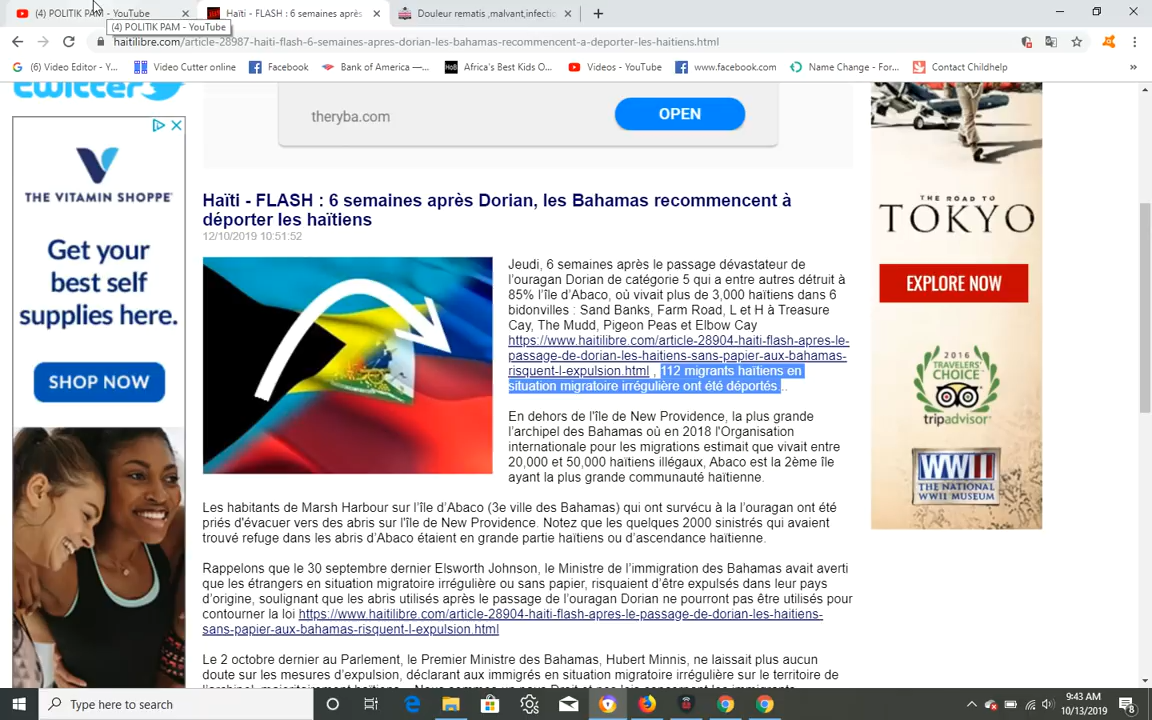 (4) POLITIK PAM - YouTube
Haïti - FLASH : 6 semaines après
Douleur rematis ,malvant,infectio
(4) POLITIK PAM - YouTube
haitilibre.com/article-28987-haiti-flash-6-semaines-apres-dorian-les-bahamas-recommencent-a-deporter-les-haitiens.html
(6) Video Editor - Y...
Video Cutter online
Facebook
Bank of America —...
Africa's Best Kids O...
Videos - YouTube
www.facebook.com
Name Change - For...
Contact Childhelp
»
twitter
theryba.com
OPEN
THE VITAMIN SHOPPE
Get your
best self
supplies here.
SHOP NOW
Haïti - FLASH : 6 semaines après Dorian, les Bahamas recommencent à
déporter les haïtiens
12/10/2019 10:51:52
Jeudi, 6 semaines après le passage dévastateur de
l'ouragan Dorian de catégorie 5 qui a entre autres détruit à
85% l'île d'Abaco, où vivait plus de 3,000 haïtiens dans 6
bidonvilles : Sand Banks, Farm Road, L et H à Treasure
Cay, The Mudd, Pigeon Peas et Elbow Cay
https://www.haitilibre.com/article-28904-haiti-flash-apres-le-
passage-de-dorian-les-haitiens-sans-papier-aux-bahamas-
risquent-l-expulsion.html , 112 migrants haïtiens en
situation migratoire irrégulière ont été déportés ..
En dehors de l'île de New Providence, la plus grande
l'archipel des Bahamas où en 2018 l'Organisation
internationale pour les migrations estimait que vivait entre
20,000 et 50,000 haïtiens illégaux, Abaco est la 2ème île
ayant la plus grande communauté haïtienne.
Les habitants de Marsh Harbour sur l'île d'Abaco (3e ville des Bahamas) qui ont survécu à la l'ouragan ont été
priés d'évacuer vers des abris sur l'île de New Providence. Notez que les quelques 2000 sinistrés qui avaient
trouvé refuge dans les abris d'Abaco étaient en grande partie haïtiens ou d'ascendance haïtienne.
Rappelons que le 30 septembre dernier Elsworth Johnson, le Ministre de l'immigration des Bahamas avait averti
que les étrangers en situation migratoire irrégulière ou sans papier, risquaient d'être expulsés dans leur pays
d'origine, soulignant que les abris utilisés après le passage de l'ouragan Dorian ne pourront pas être utilisés pour
contourner la loi https://www.haitilibre.com/article-28904-haiti-flash-apres-le-passage-de-dorian-les-haitiens-
sans-papier-aux-bahamas-risquent-l-expulsion.html
Le 2 octobre dernier au Parlement, le Premier Ministre des Bahamas, Hubert Minnis, ne laissait plus aucun
doute sur les mesures d'expulsion, déclarant aux immigrés en situation migratoire irrégulière sur le territoire de
THE ROAD TO
TOKYO
EXPLORE NOW
2016
TRAVELERS'
CHOICE
tripadvisor
WWII
THE NATIONAL
WWII MUSEUM
Type here to search
9:43 AM
10/13/2019
8